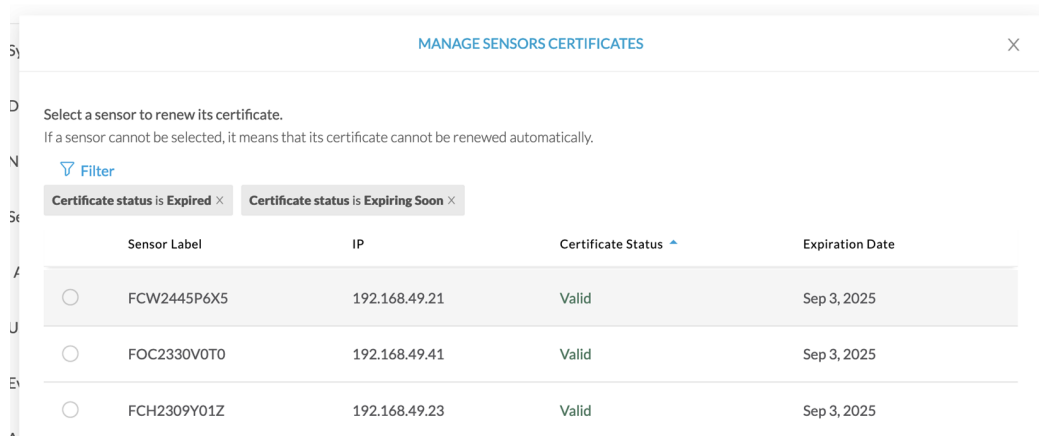 MANAGE SENSORS CERTIFICATES
Select a sensor to renew its certificate.
If a sensor cannot be selected, it means that its certificate cannot be renewed automatically.
Filter
Certificate status is Expired × Certificate status is Expiring Soon ×
Sensor Label IP Certificate Status Expiration Date
FCW2445P6X5 192.168.49.21 Valid Sep 3, 2025
FOC2330V0T0 192.168.49.41 Valid Sep 3, 2025
FCH2309Y01Z 192.168.49.23 Valid Sep 3, 2025